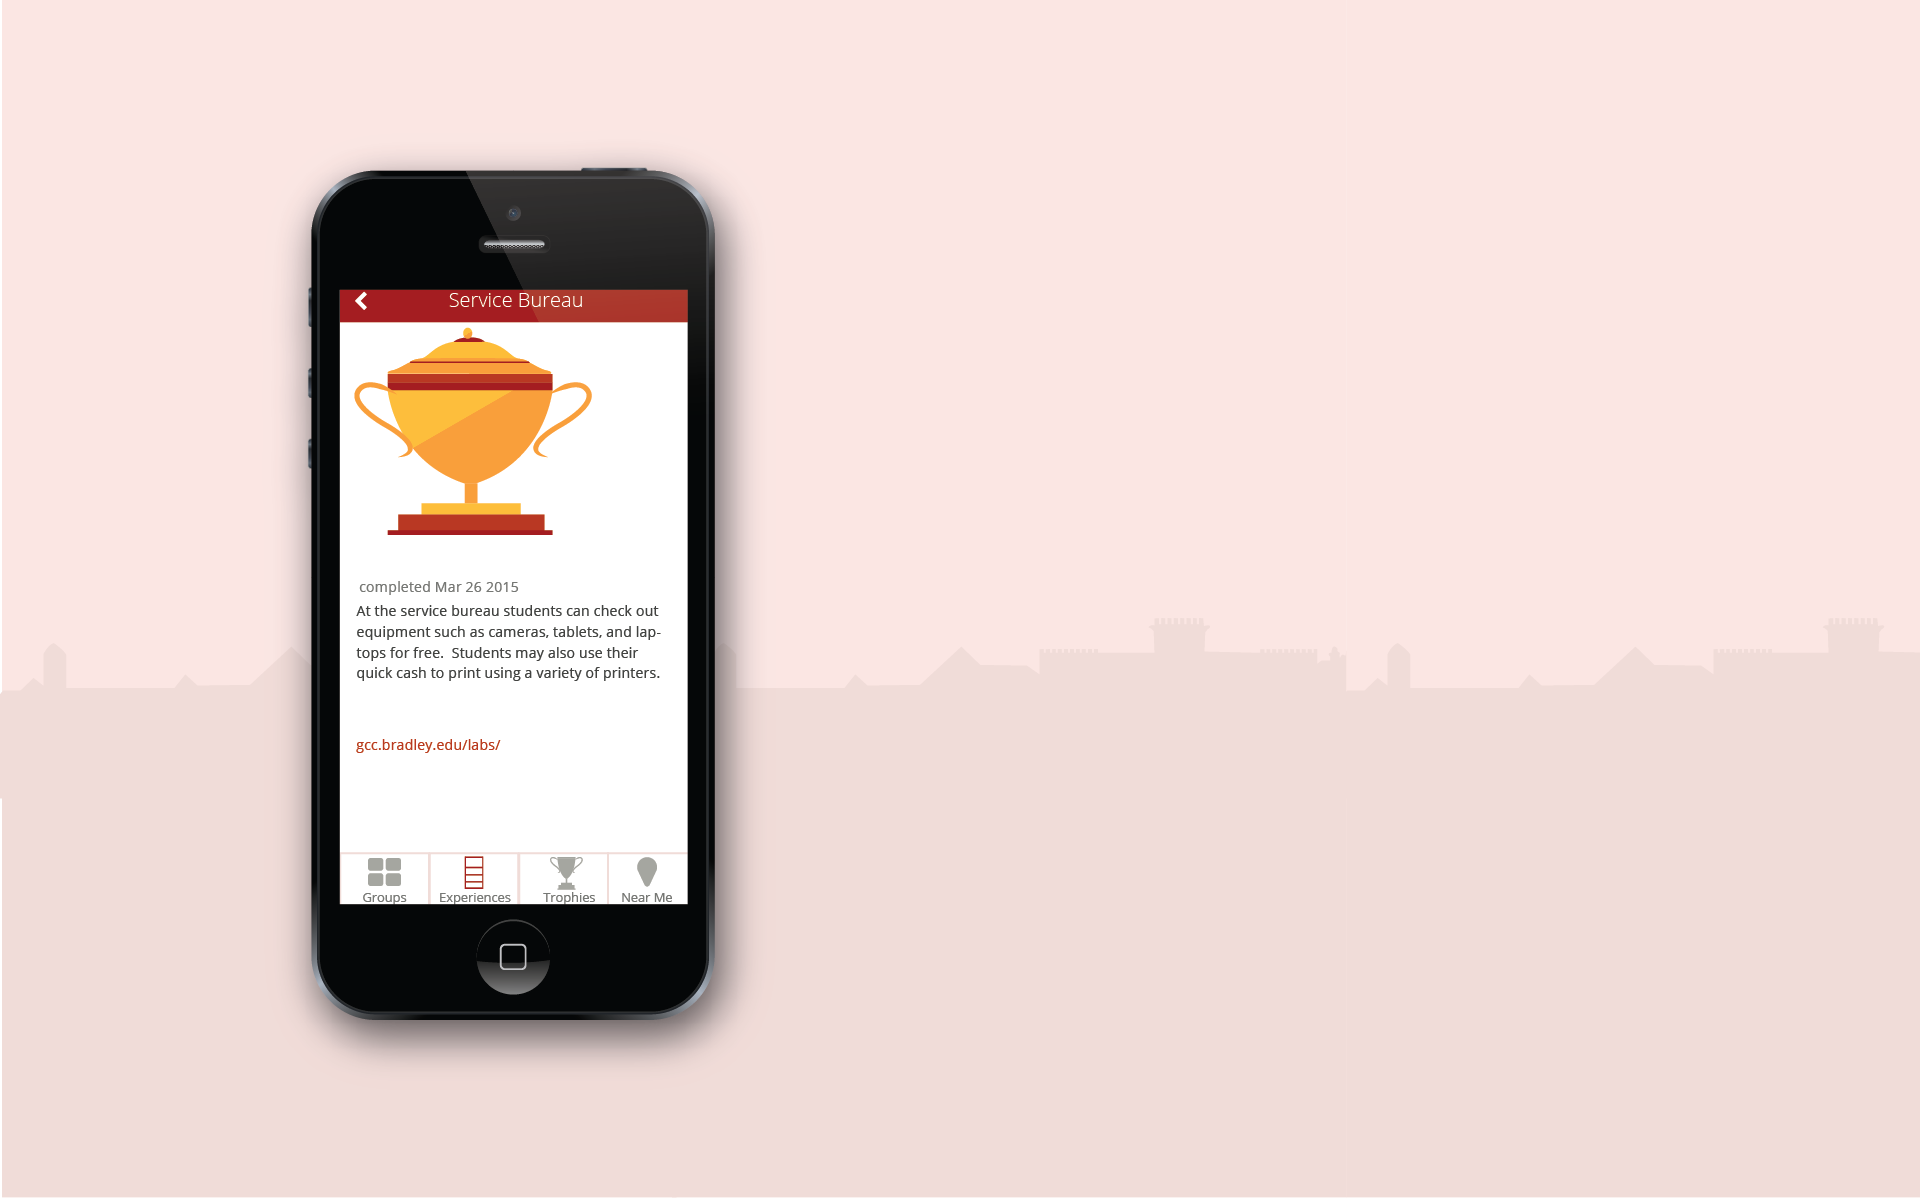 Service Bureau
completed Mar 26 2015
At the service bureau students can check out
equipment such as cameras, tablets, and lap-
tops for free.  Students may also use their
quick cash to print using a variety of printers.
gcc.bradley.edu/labs/
Groups Experiences Trophies Near Me